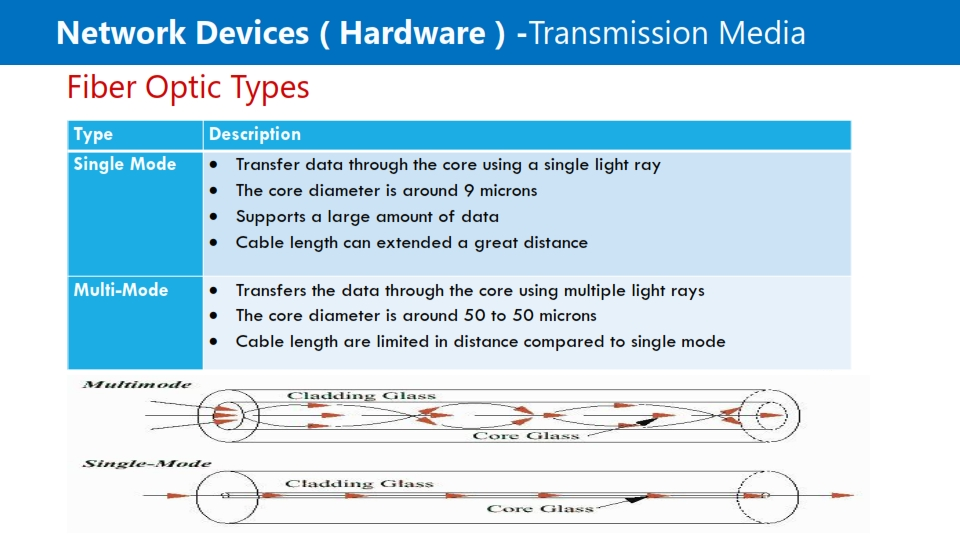 Network Devices ( Hardware ) -Transmission Media
Fiber Optic Types
Type Description
Single Mode
• Transfer data through the core using a single light ray
• The core diameter is around 9 microns
• Supports a large amount of data
• Cable length can extended a great distance
Multi-Mode
• Transfers the data through the core using multiple light rays
• The core diameter is around 50 to 50 microns
• Cable length are limited in distance compared to single mode
Multimode
Cladding Glass
Core Glass
Single-Mode
Cladding Glass
Core Glass